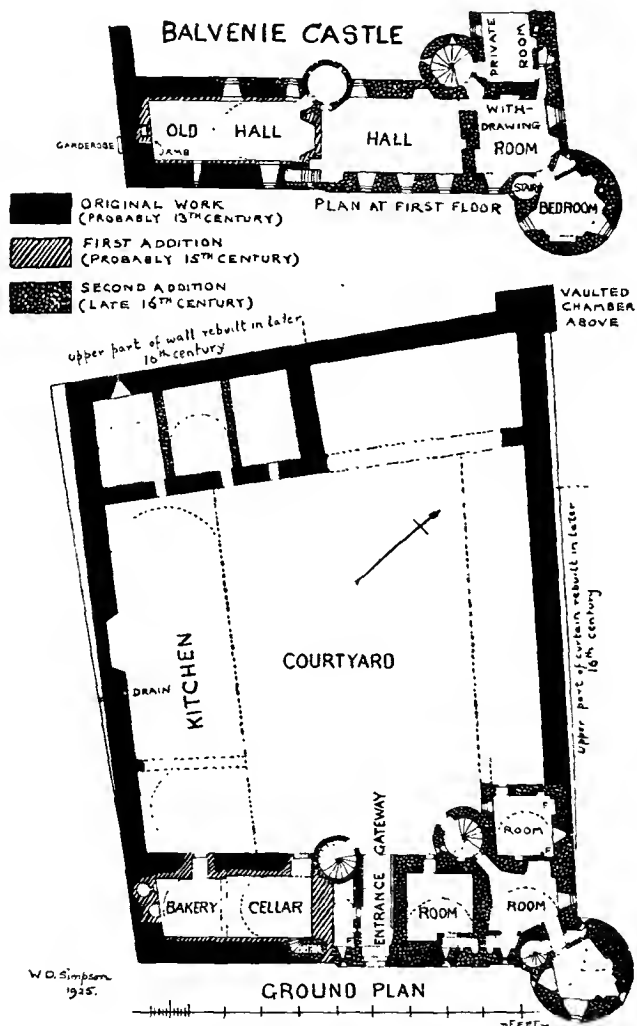 BALVENIE CASTLE
PRIVATE
ROOM
OLD HALL
HALL
WITH-
DRAWING
ROOM
GARDEROBE
JAMB
STAIR
BEDROOM
PLAN AT FIRST FLOOR
ORIGINAL WORK
(PROBABLY 13TH CENTURY)
FIRST ADDITION
(PROBABLY 15TH CENTURY)
SECOND ADDITION
(LATE 16TH CENTURY)
VAULTED
CHAMBER
ABOVE
upper part of wall rebuilt in later
16th century
Upper part of curtain rebuilt in later
16th century
COURTYARD
KITCHEN
DRAIN
ENTRANCE GATEWAY
F
ROOM
F
BAKERY
CELLAR
ROOM
ROOM
W.D. Simpson
1925.
GROUND PLAN
FEET